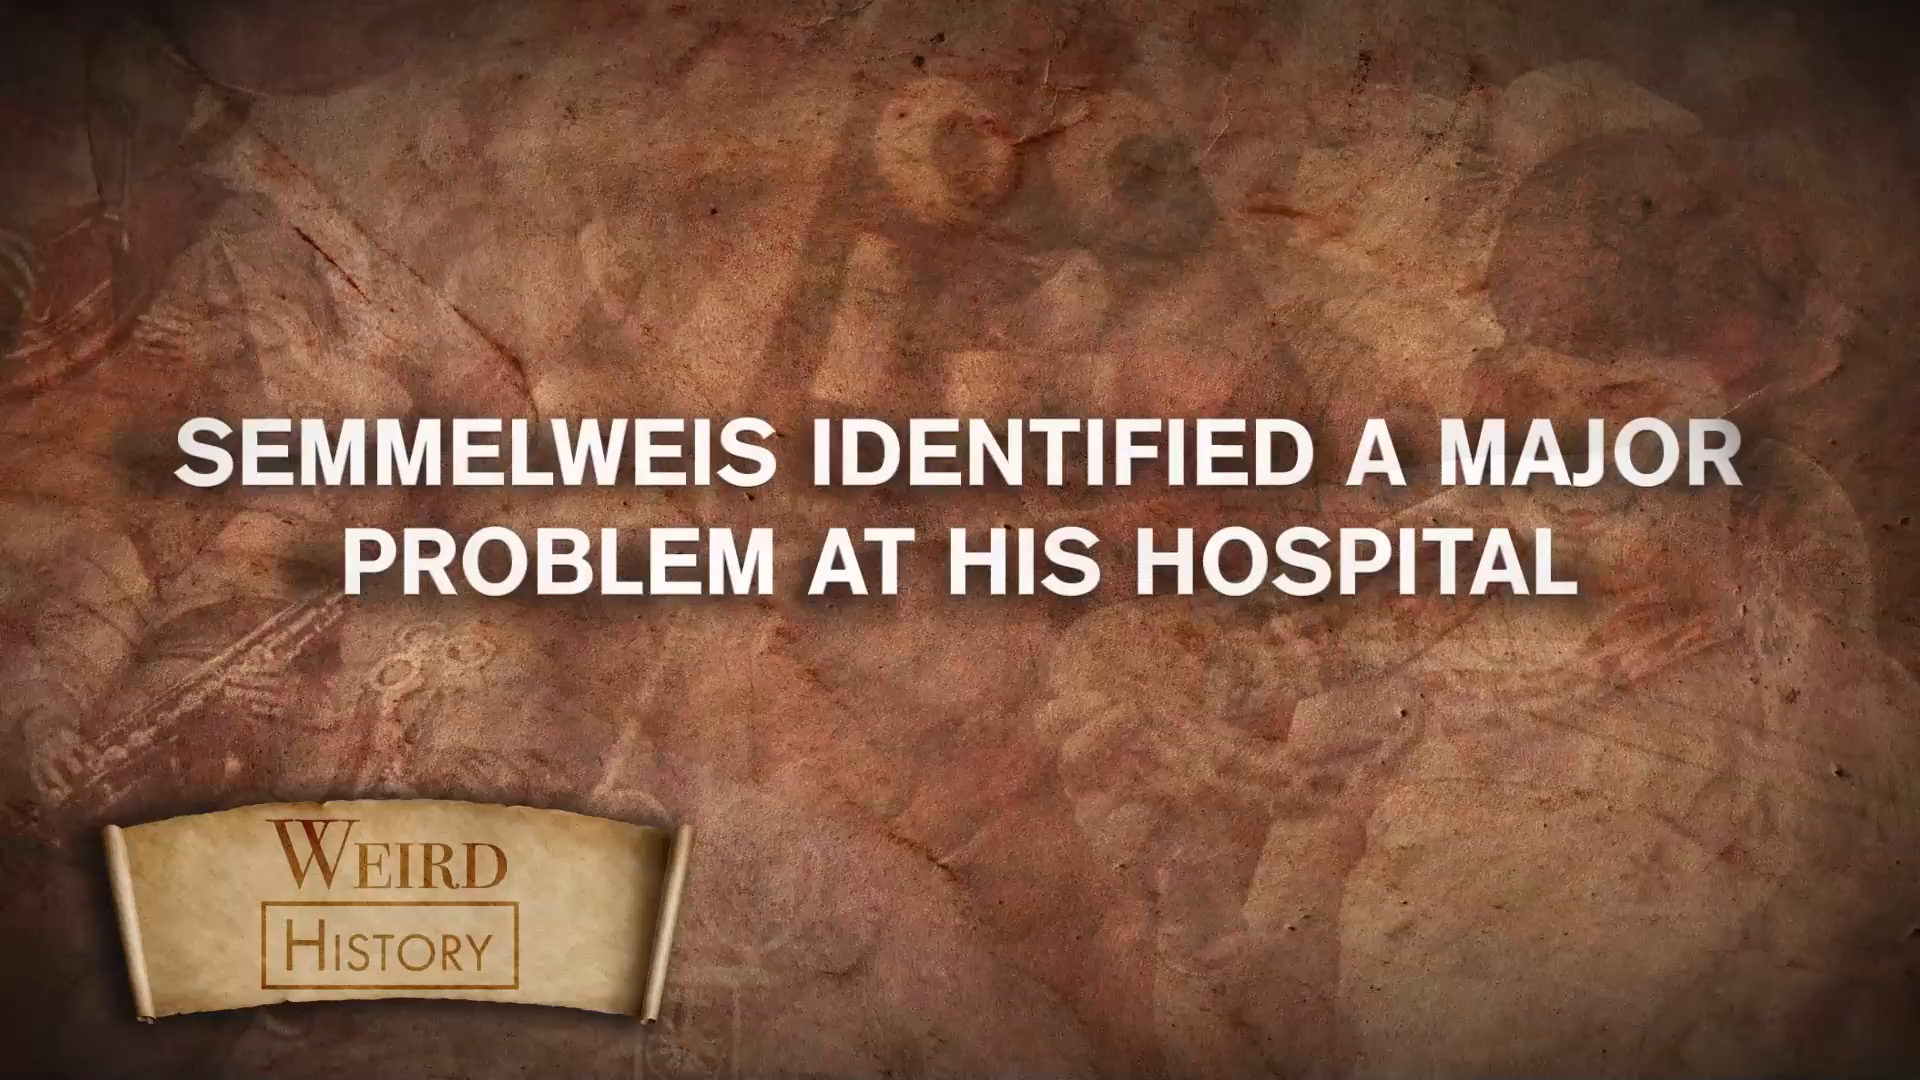 SEMMELWEIS IDENTIFIED A MAJOR
PROBLEM AT HIS HOSPITAL
WEIRD
HISTORY